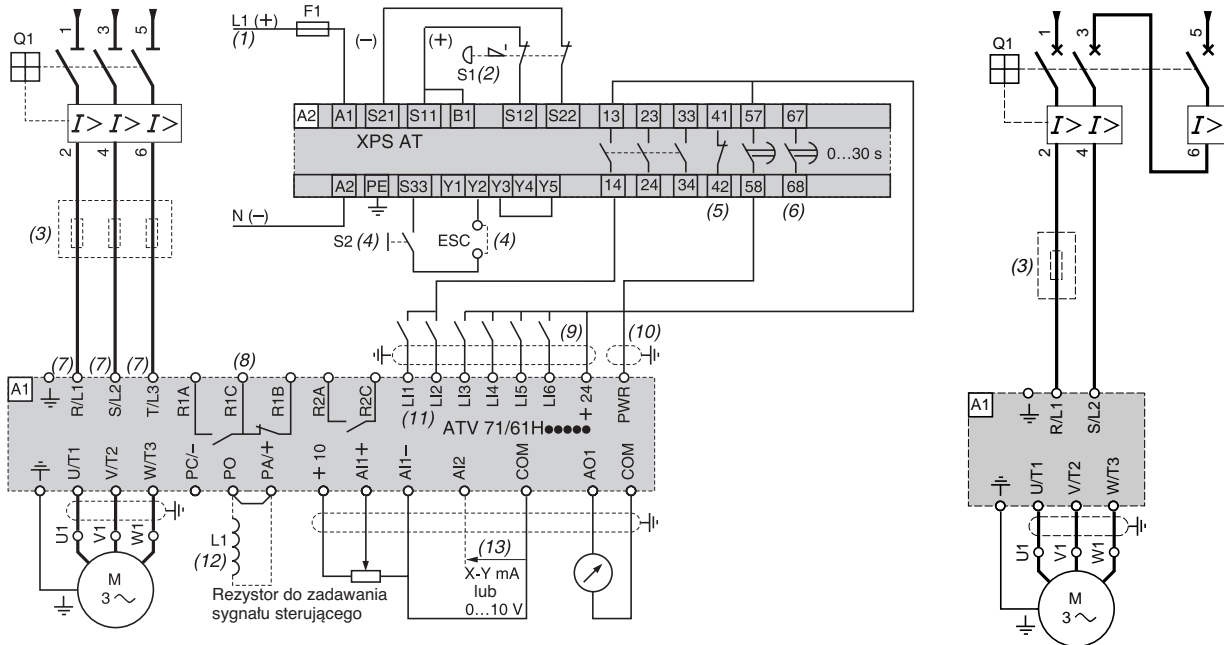 1 3 5
Q1
I> I> I>
2 4 6
(3)
L1 (+)
(1)
F1
(–)
(+)
S1 (2)
A2 A1 S21 S11 B1 S12 S22 13 23 33 41 57 67
XPS AT
0...30 s
A2 PE S33 Y1 Y2 Y3 Y4 Y5 14 24 34 42 58 68
(5) (6)
N (–)
S2 (4)
ESC
(4)
(9) (10)
(7) (7) (7) (8)
A1
R/L1 S/L2 T/L3 R1A R1C R1B R2A R2C LI1 LI2 LI3 LI4 LI5 LI6 +24 PWR
(11)
ATV 71/61H●●●●●
U/T1 V/T2 W/T3 PC/- PO PA/+ +10 AI1+ AI1– AI2 COM AO1 COM
U1 V1 W1
M
3
L1
(12)
Rezystor do zadawania
sygnału sterującego
(13)
X-Y mA
lub
0...10 V
1 3 5
Q1
I> I> I>
2 4 6
(3)
A1
R/L1 S/L2
U/T1 V/T2 W/T3
U1 V1 W1
M
3